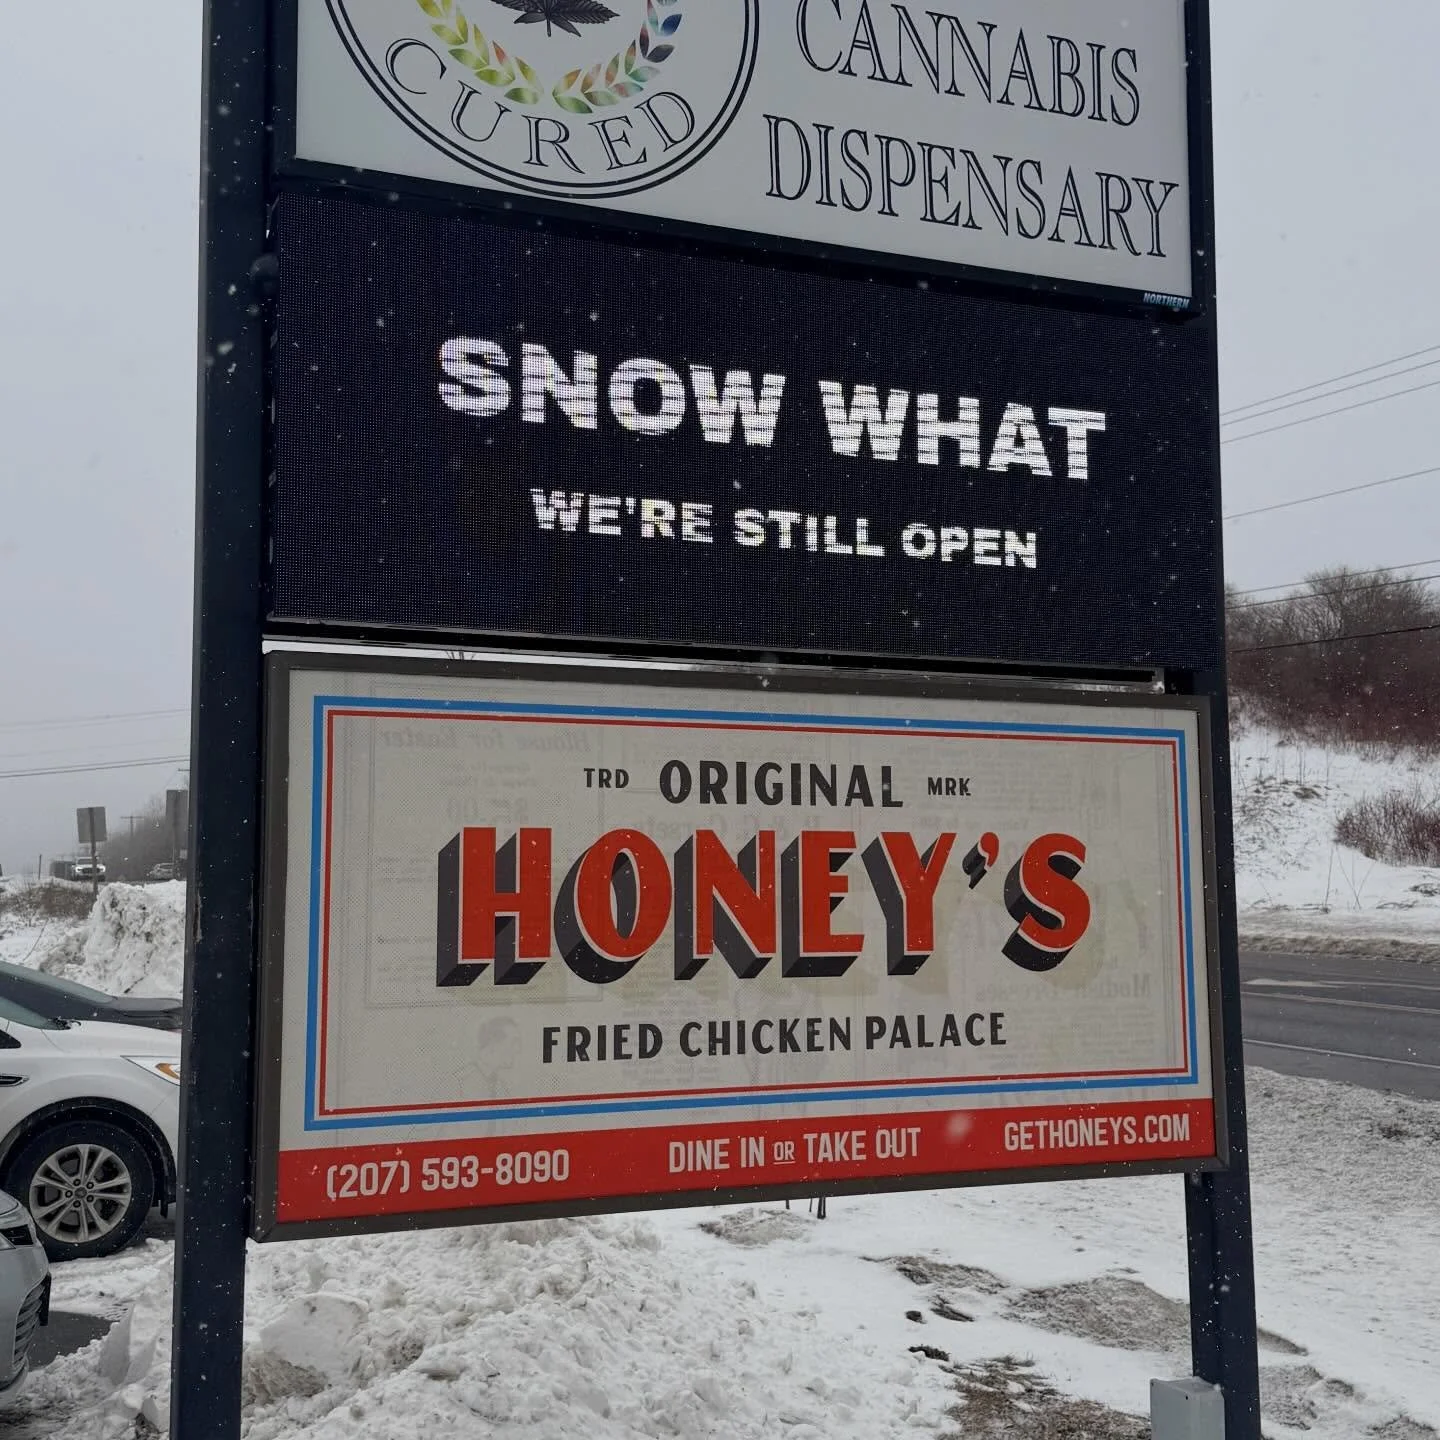 CURED
CANNABIS
DISPENSARY
NORTHERN
SNOW WHAT
WE'RE STILL OPEN
TRD ORIGINAL MRK
HONEY'S
FRIED CHICKEN PALACE
(207) 593-8090 DINE IN OR TAKE OUT GETHONEYS.COM